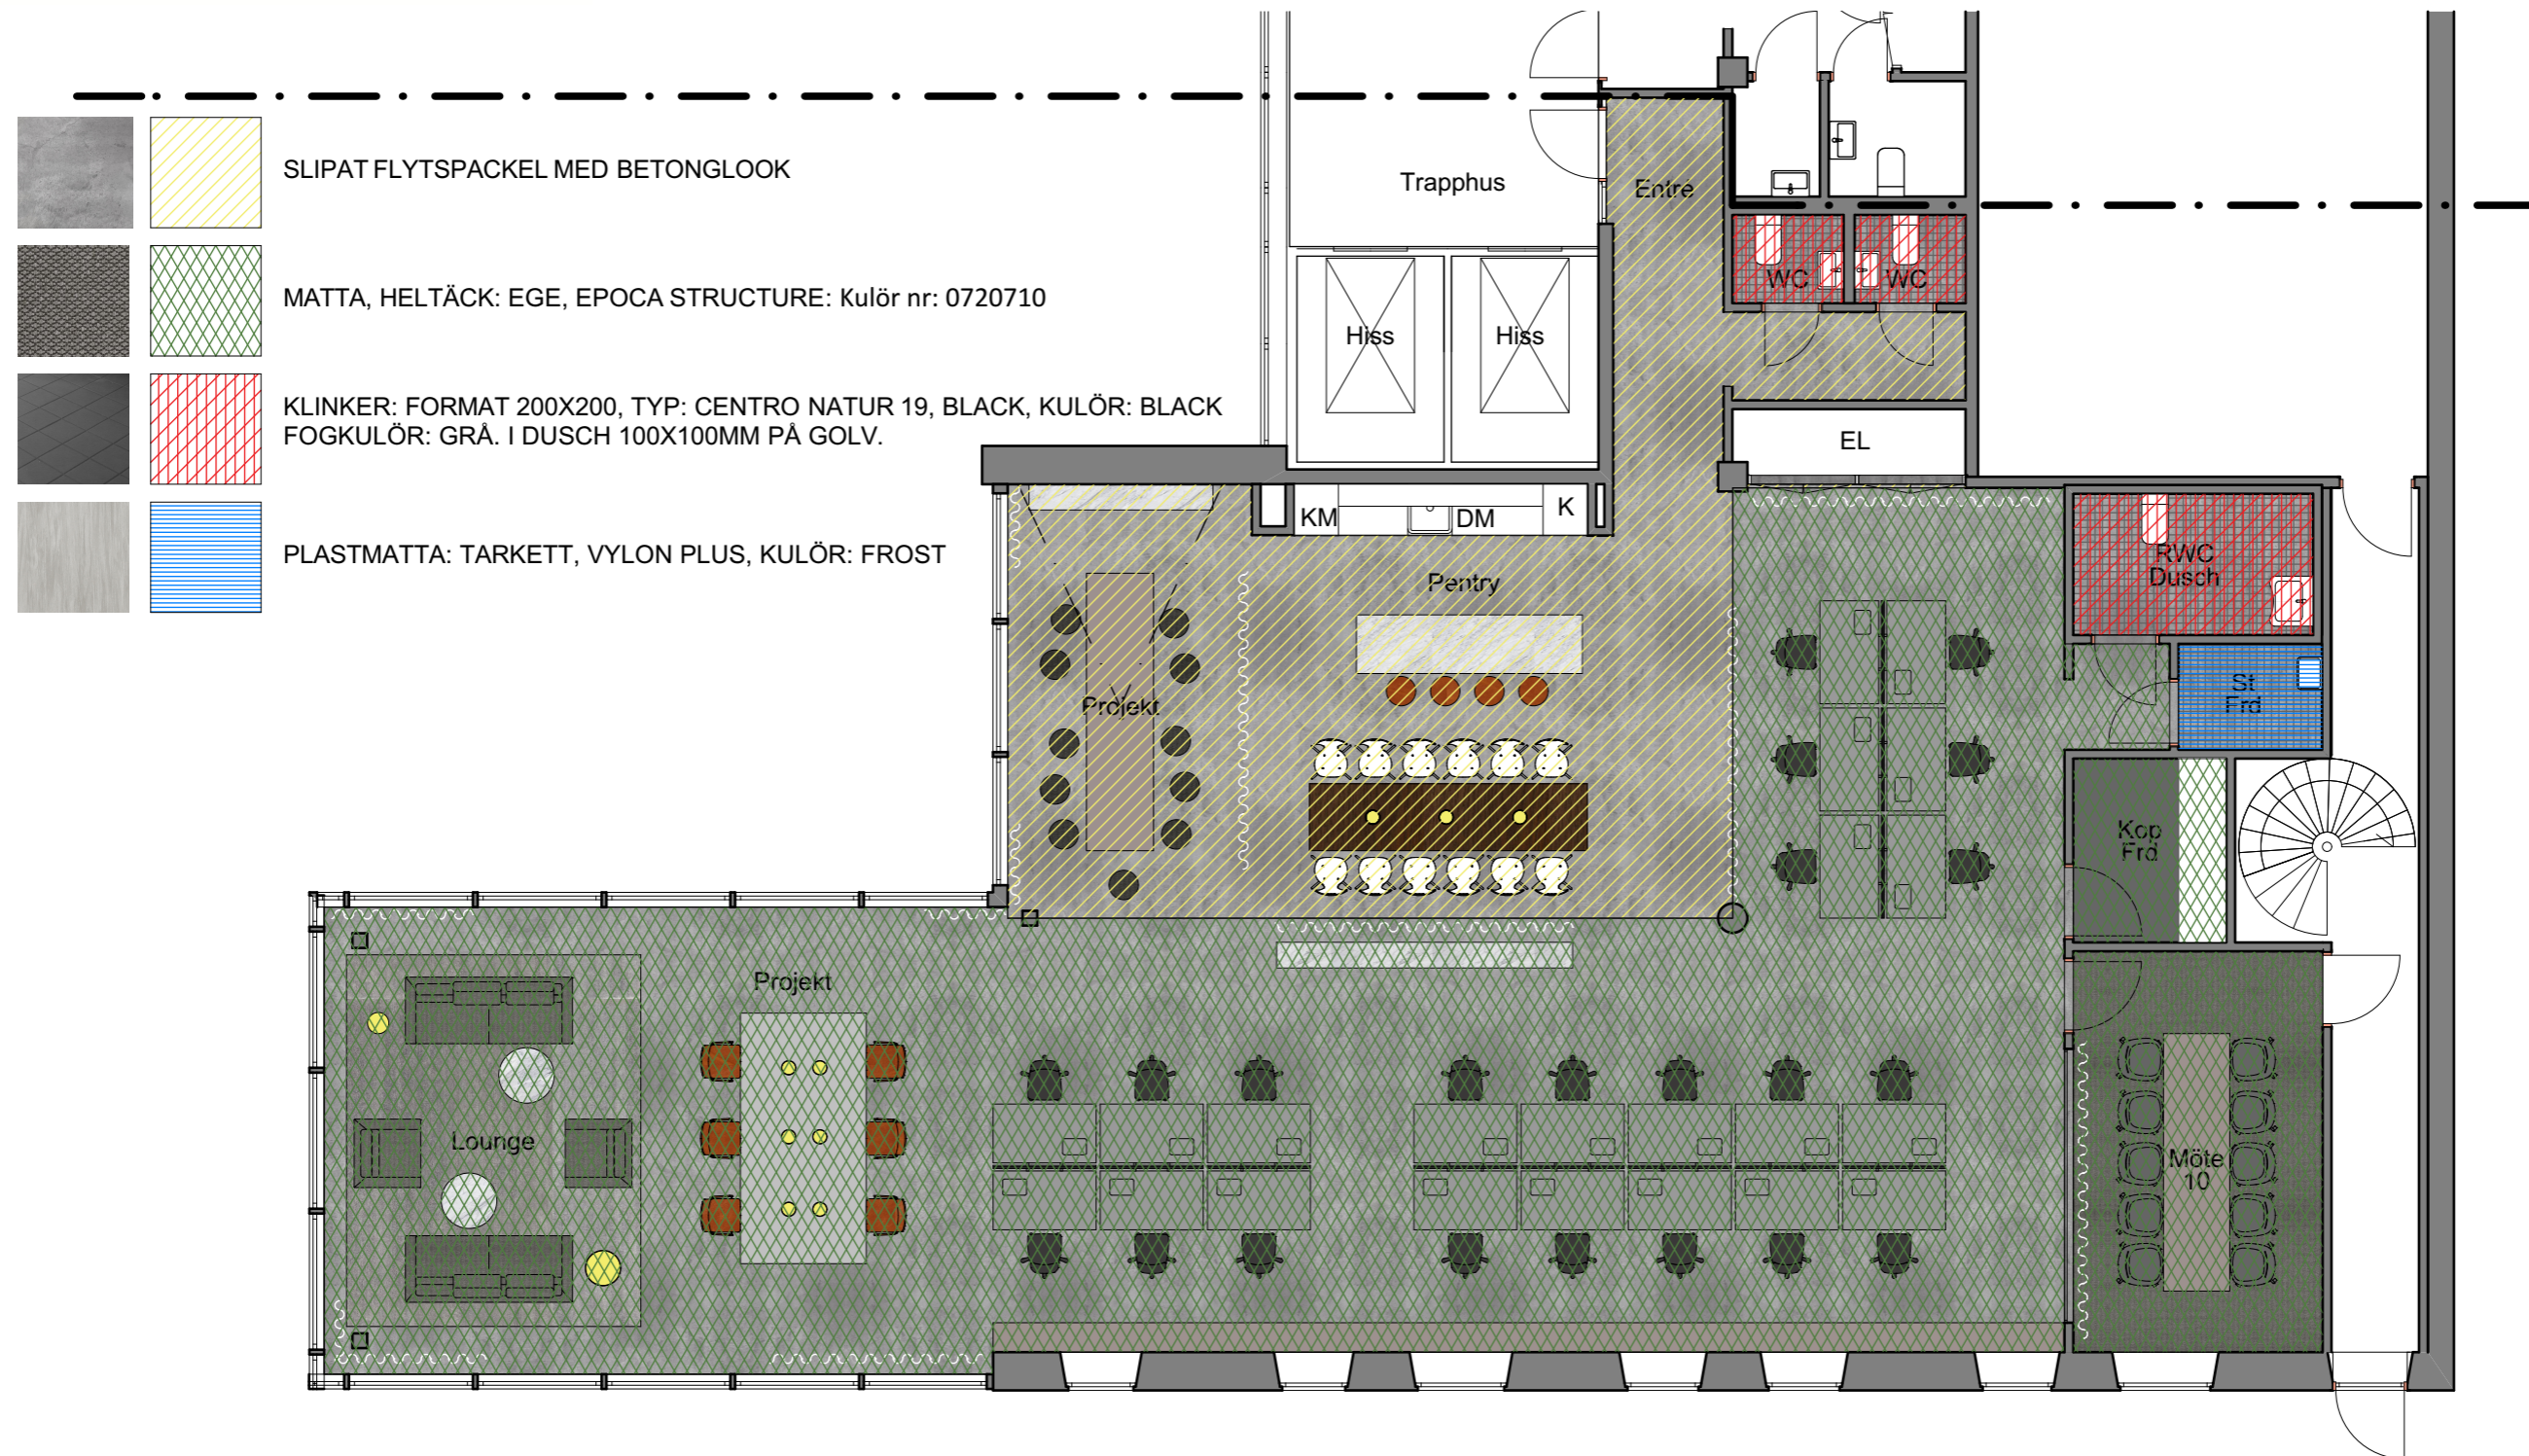 SLIPAT FLYTSPACKEL MED BETONGLOOK
MATTA, HELTÄCK: EGE, EPOCA STRUCTURE: Kulör nr: 0720710
KLINKER: FORMAT 200X200, TYP: CENTRO NATUR 19, BLACK, KULÖR: BLACK
FOGKULÖR: GRÅ. I DUSCH 100X100MM PÅ GOLV.
PLASTMATTA: TARKETT, VYLON PLUS, KULÖR: FROST
Trapphus
Entré
WC
WC
Hiss
Hiss
EL
KM
DM
K
Pentry
RWC
Dusch
St
Frd
Projekt
Kop
Frd
Projekt
Lounge
Möte
10